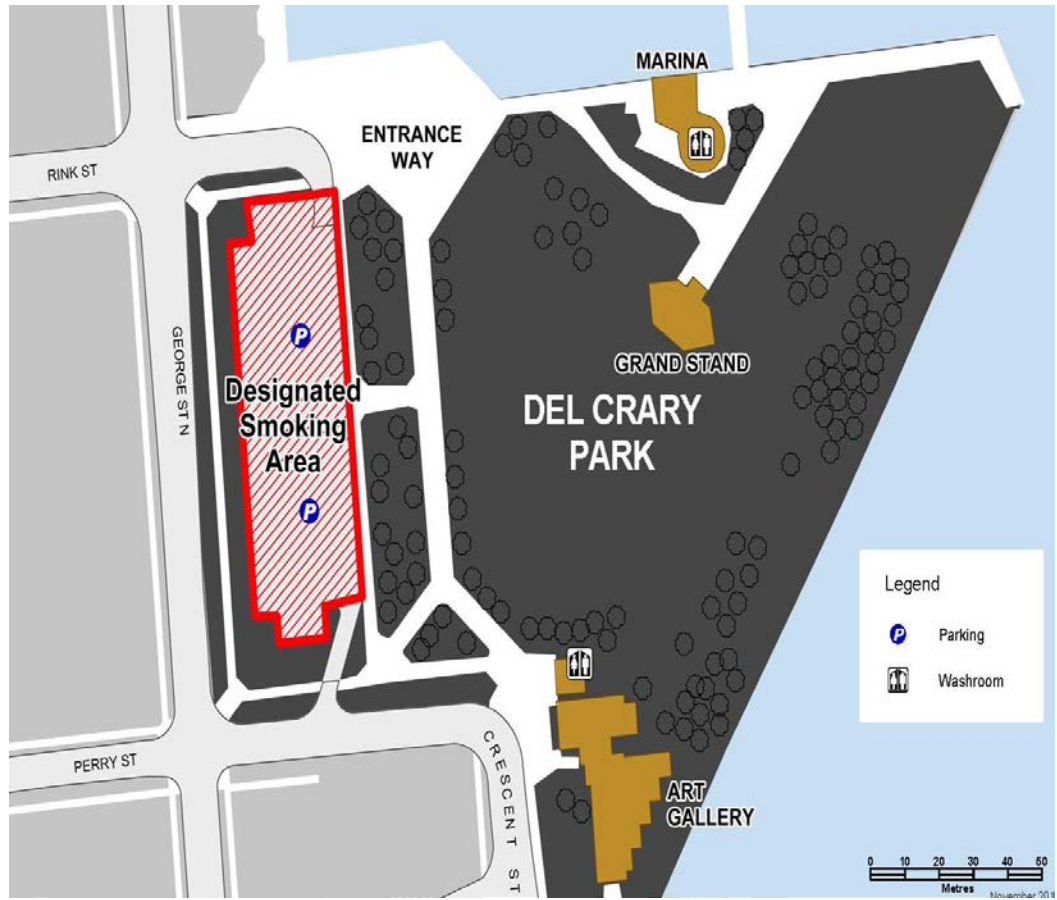 MARINA
ENTRANCE
WAY
RINK ST
GEORGE ST N
P
GRAND STAND
Designated
Smoking
Area
DEL CRARY
PARK
P
Legend
P Parking
Washroom
PERRY ST
CRESCENT ST
ART
GALLERY
0 10 20 30 40 50
Metres
November